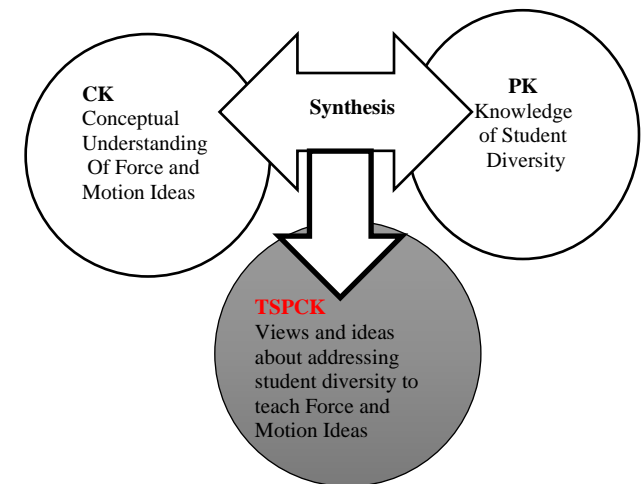 CK
Conceptual
Understanding
Of Force and
Motion Ideas
Synthesis
PK
Knowledge
of Student
Diversity
TSPCK
Views and ideas
about addressing
student diversity to
teach Force and
Motion Ideas